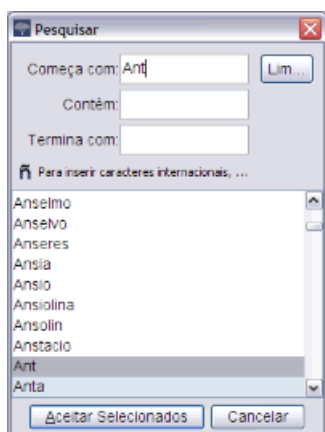 Pesquisar
Começa com: Ant Lim...
Contém:
Termina com:
ñ Para inserir caracteres internacionais, ...
Anselmo
Anselvo
Anseres
Ansia
Ansio
Ansiolina
Ansolin
Anstacio
Ant
Anta
Aceitar Selecionados Cancelar